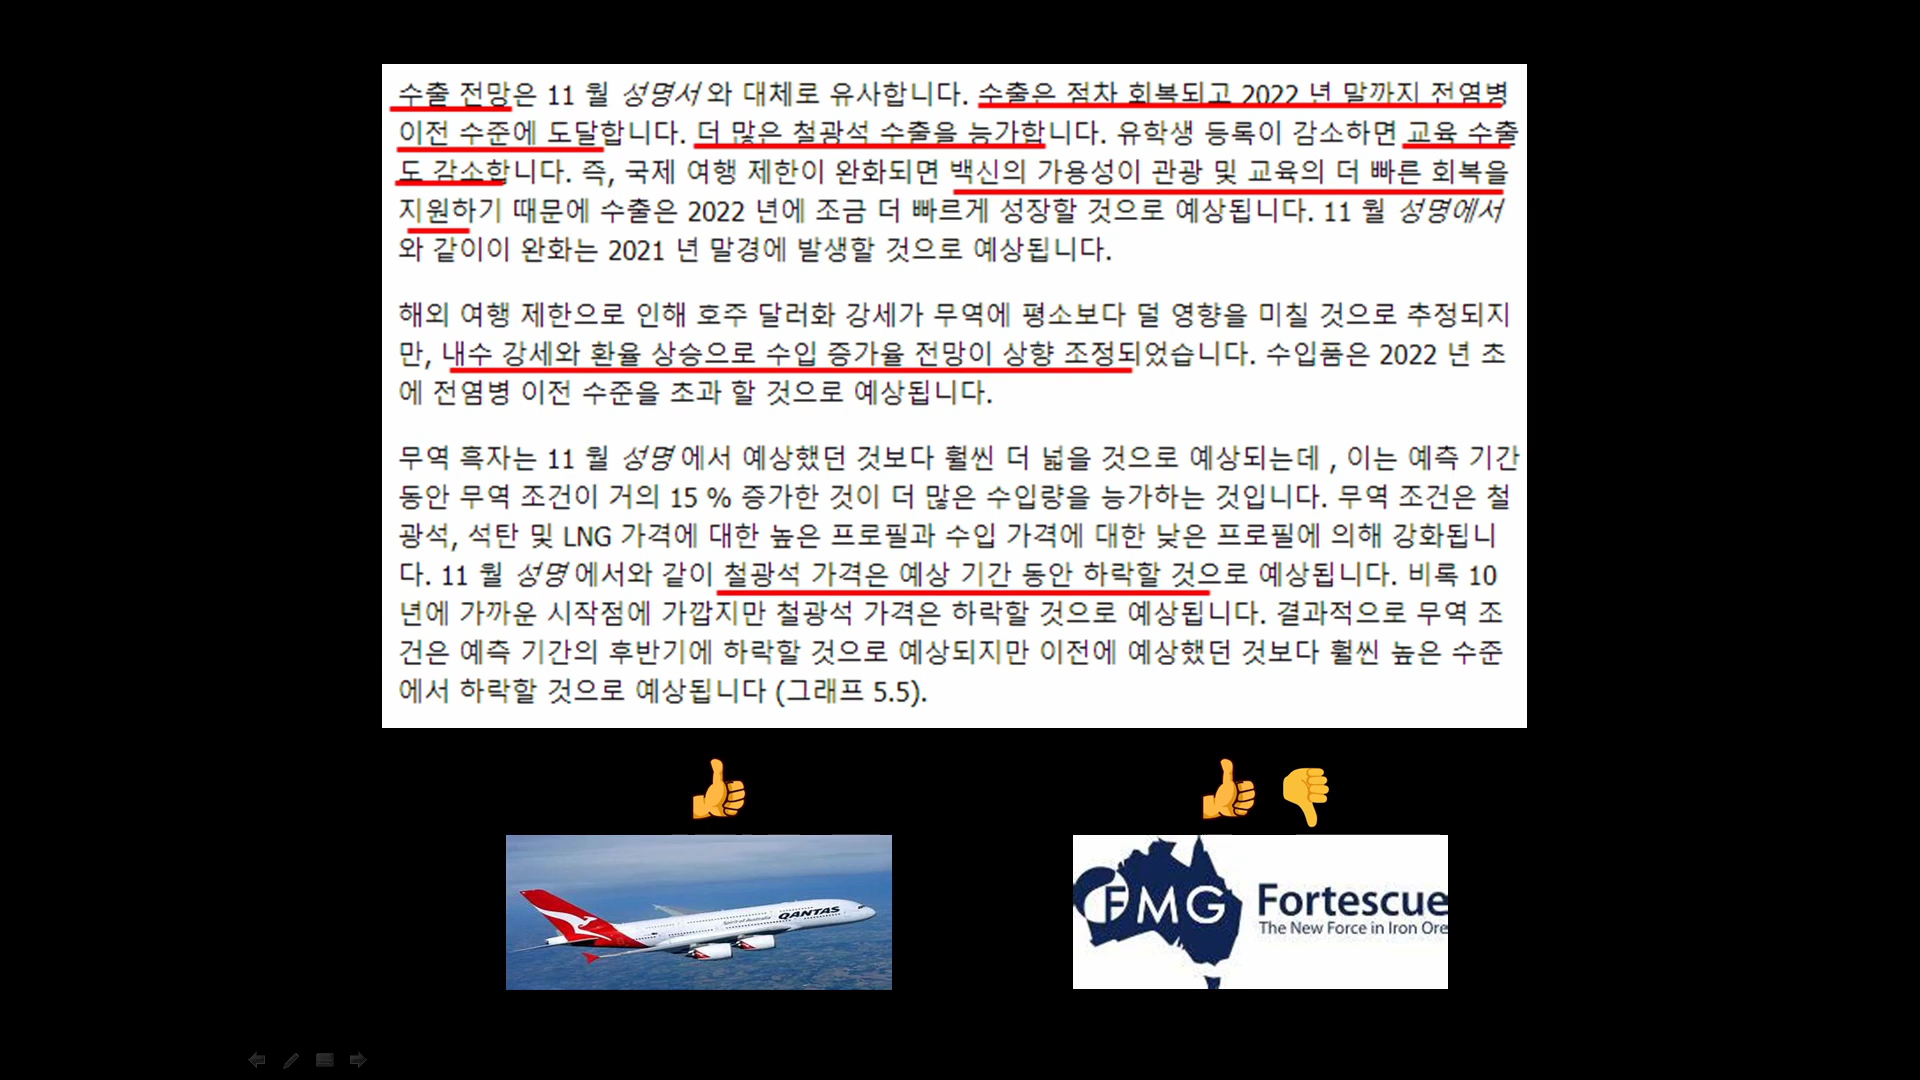 수출 전망은 11 월 성명서 와 대체로 유사합니다. 수출은 점차 회복되고 2022 년 말까지 전염병
이전 수준에 도달합니다. 더 많은 철광석 수출을 능가합니다. 유학생 등록이 감소하면 교육 수출
도 감소합니다. 즉, 국제 여행 제한이 완화되면 백신의 가용성이 관광 및 교육의 더 빠른 회복을
지원하기 때문에 수출은 2022 년에 조금 더 빠르게 성장할 것으로 예상됩니다. 11 월 성명에서
와 같이이 완화는 2021 년 말경에 발생할 것으로 예상됩니다.
해외 여행 제한으로 인해 호주 달러화 강세가 무역에 평소보다 덜 영향을 미칠 것으로 추정되지
만, 내수 강세와 환율 상승으로 수입 증가율 전망이 상향 조정되었습니다. 수입품은 2022 년 초
에 전염병 이전 수준을 초과 할 것으로 예상됩니다.
무역 흑자는 11 월 성명 에서 예상했던 것보다 훨씬 더 넓을 것으로 예상되는데 , 이는 예측 기간
동안 무역 조건이 거의 15 % 증가한 것이 더 많은 수입량을 능가하는 것입니다. 무역 조건은 철
광석, 석탄 및 LNG 가격에 대한 높은 프로필과 수입 가격에 대한 낮은 프로필에 의해 강화됩니
다. 11 월 성명 에서와 같이 철광석 가격은 예상 기간 동안 하락할 것으로 예상됩니다. 비록 10
년에 가까운 시작점에 가깝지만 철광석 가격은 하락할 것으로 예상됩니다. 결과적으로 무역 조
건은 예측 기간의 후반기에 하락할 것으로 예상되지만 이전에 예상했던 것보다 훨씬 높은 수준
에서 하락할 것으로 예상됩니다 (그래프 5.5).
Spirit of Australia QANTAS
FMG Fortescue
The New Force in Iron Ore